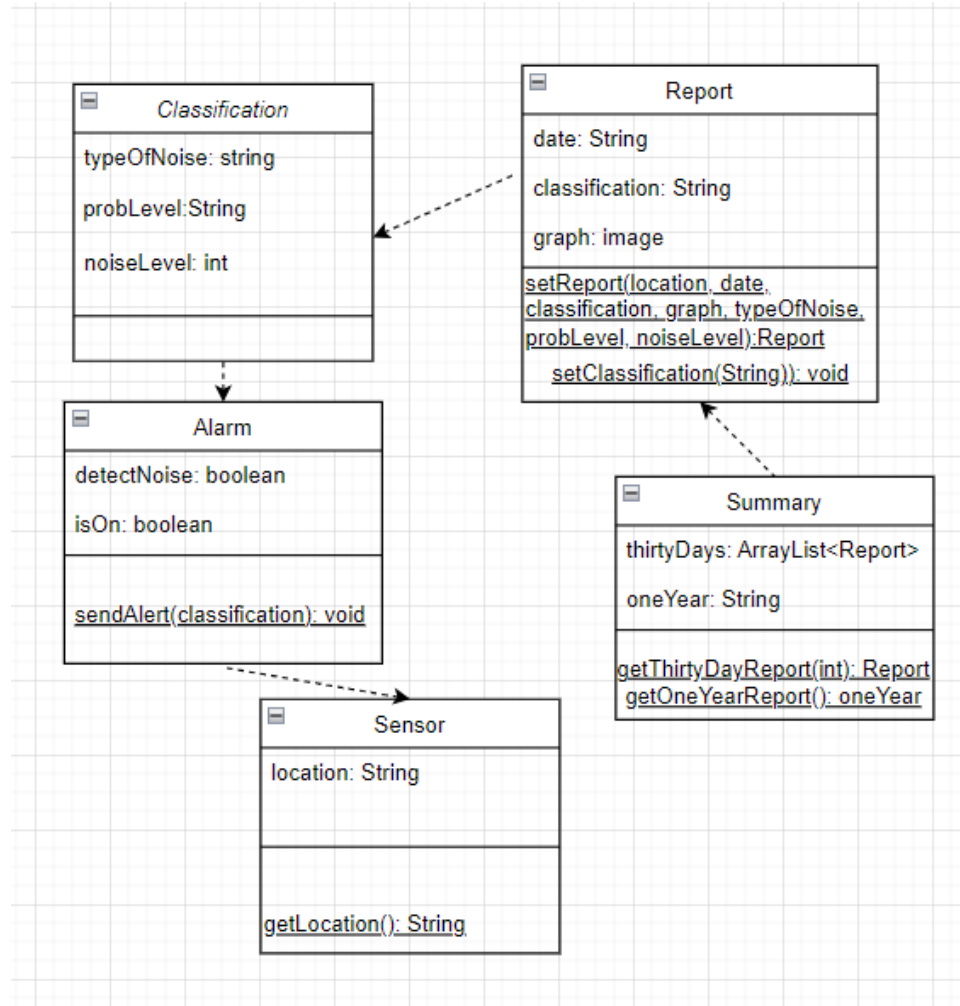 Classification
typeOfNoise: string
probLevel:String
noiseLevel: int
Report
date: String
classification: String
graph: image
setReport(location, date,
classification, graph, typeOfNoise,
probLevel, noiseLevel):Report
setClassification(String)): void
Alarm
detectNoise: boolean
isOn: boolean
sendAlert(classification): void
Summary
thirtyDays: ArrayList<Report>
oneYear: String
getThirtyDayReport(int): Report
getOneYearReport(): oneYear
Sensor
location: String
getLocation(): String